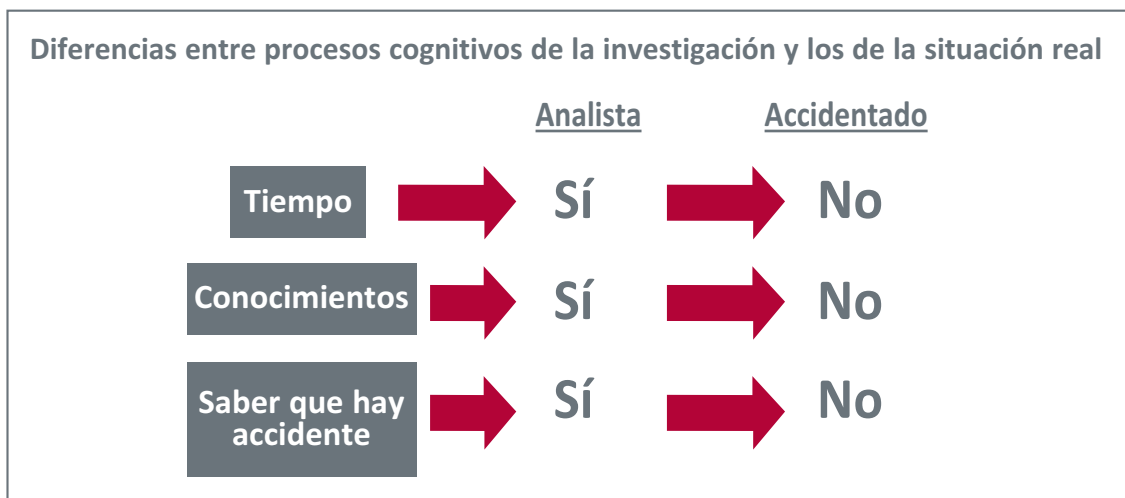 Diferencias entre procesos cognitivos de la investigación y los de la situación real
Analista Accidentado
Tiempo Sí No
Conocimientos Sí No
Saber que hay
accidente Sí No